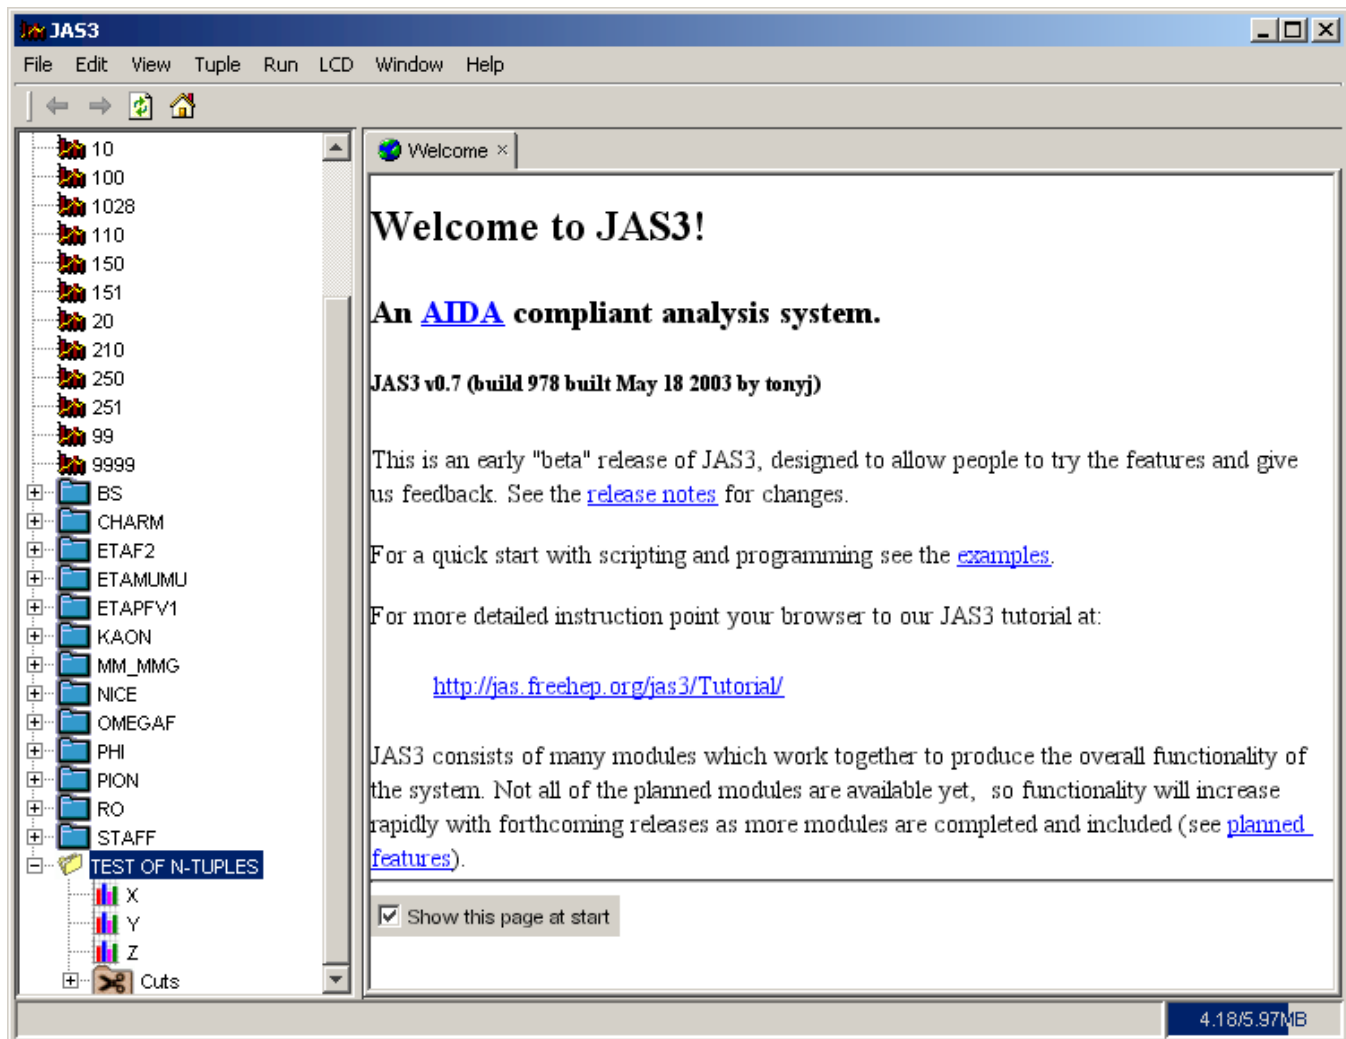 JAS3
File Edit View Tuple Run LCD Window Help
10
100
1028
110
150
151
20
210
250
251
99
9999
BS
CHARM
ETAF2
ETAMUMU
ETAPFV1
KAON
MM_MMG
NICE
OMEGAF
PHI
PION
RO
STAFF
TEST OF N-TUPLES
X
Y
Z
Cuts
Welcome ×
Welcome to JAS3!
An AIDA compliant analysis system.
JAS3 v0.7 (build 978 built May 18 2003 by tonyj)
This is an early "beta" release of JAS3, designed to allow people to try the features and give
us feedback. See the release notes for changes.
For a quick start with scripting and programming see the examples.
For more detailed instruction point your browser to our JAS3 tutorial at:
http://jas.freehep.org/jas3/Tutorial/
JAS3 consists of many modules which work together to produce the overall functionality of
the system. Not all of the planned modules are available yet, so functionality will increase
rapidly with forthcoming releases as more modules are completed and included (see planned
features).
Show this page at start
4.18/5.97MB